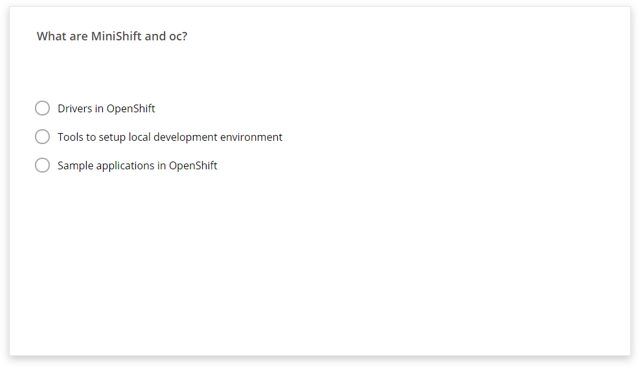 What are MiniShift and oc?
Drivers in OpenShift
Tools to setup local development environment
Sample applications in OpenShift